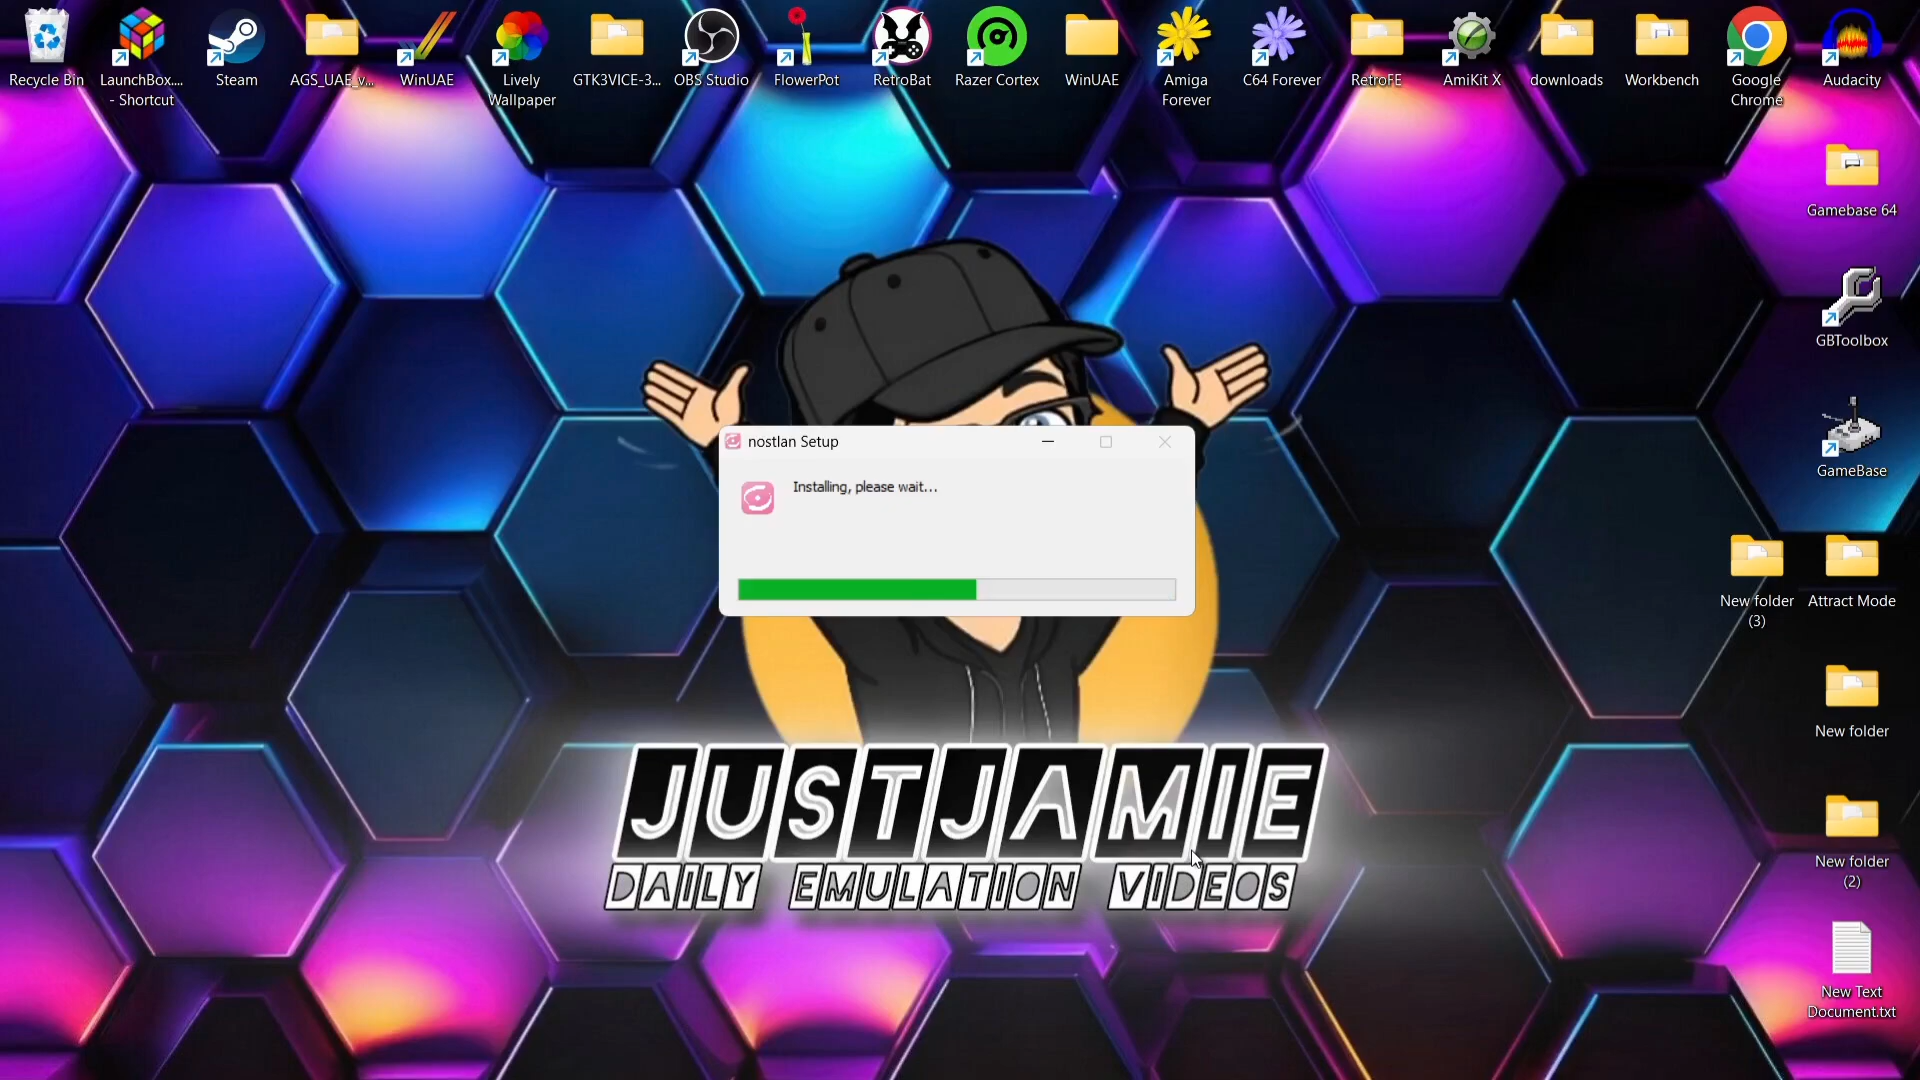 Recycle Bin
LaunchBox....
- Shortcut
Steam
AGS_UAE_v...
WinUAE
Lively
Wallpaper
GTK3VICE-3...
OBS Studio
FlowerPot
RetroBat
Razer Cortex
WinUAE
Amiga
Forever
C64 Forever
RetroFE
AmiKit X
downloads
Workbench
Google
Chrome
Audacity
Gamebase 64
GBToolbox
GameBase
nostlan Setup
Installing, please wait...
New folder
(3)
Attract Mode
New folder
New folder
(2)
New Text
Document.txt
JUSTJAMIE
DAILY EMULATION VIDEOS